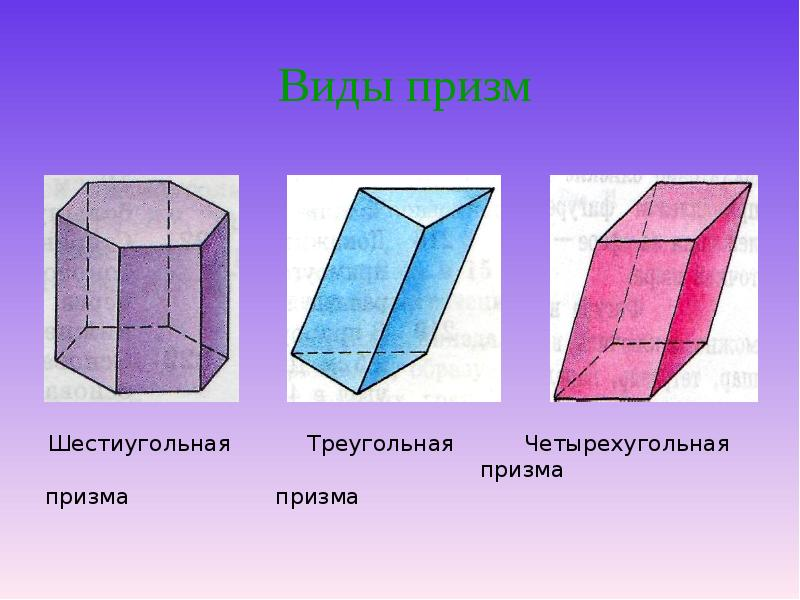 Виды призм
Шестиугольная призма
Треугольная призма
Четырехугольная призма